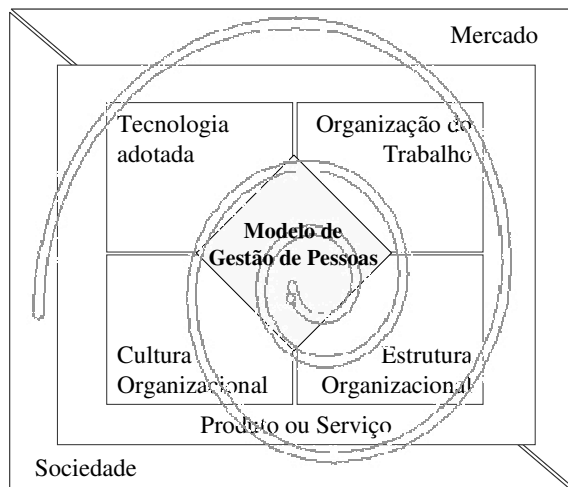 Mercado
Tecnologia
adotada
Organização do
Trabalho
Modelo de
Gestão de Pessoas
Cultura
Organizacional
Estrutura
Organizacional
Produto ou Serviço
Sociedade